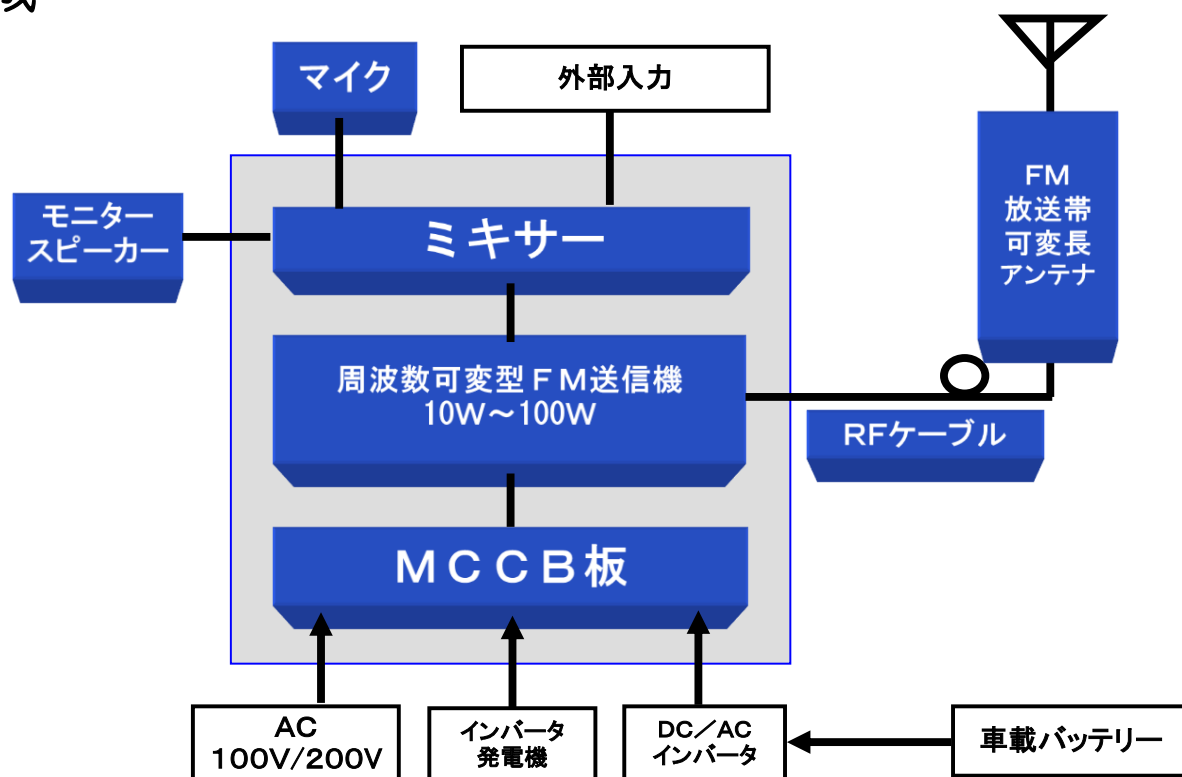 マイク
外部入力
モニター
スピーカー
ミキサー
FM
放送帯
可変長
アンテナ
周波数可変型FM送信機
10W～100W
RFケーブル
MCCB板
AC
100V/200V
インバータ
発電機
DC／AC
インバータ
車載バッテリー